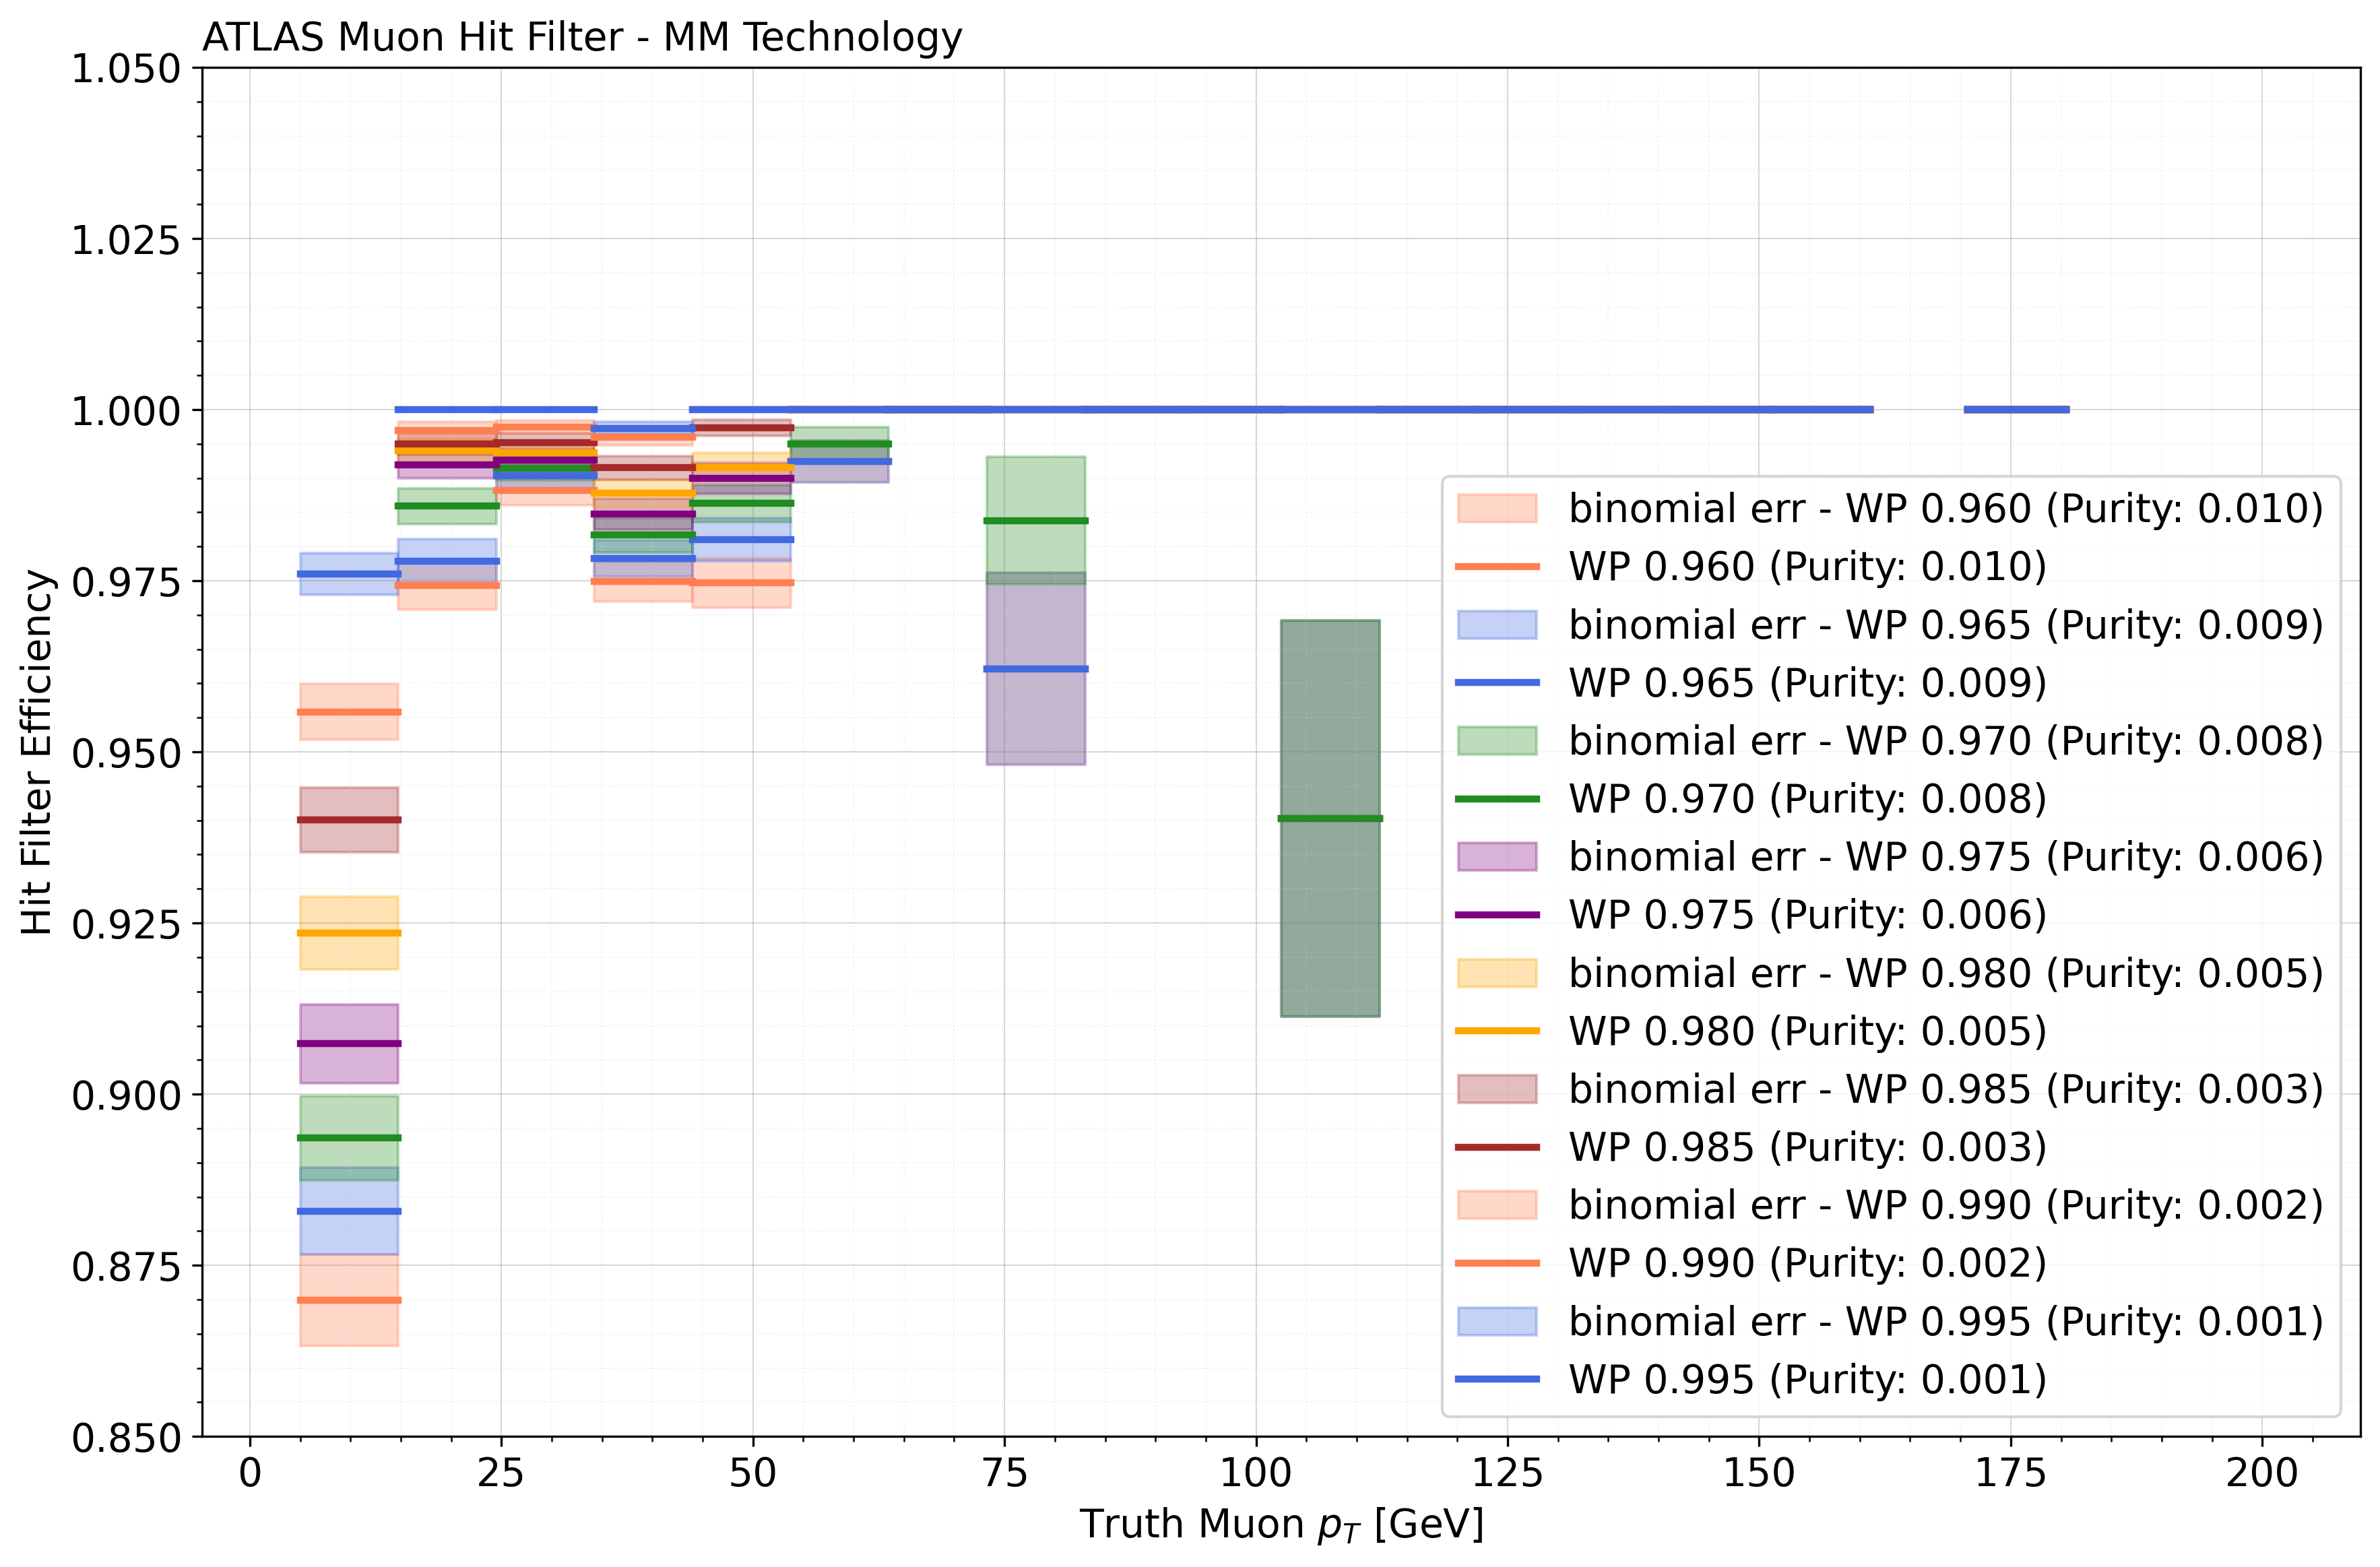 ATLAS Muon Hit Filter - MM Technology
1.050
1.025
1.000
0.975
0.950
0.925
0.900
0.875
0.850
Hit Filter Efficiency
binomial err - WP 0.960 (Purity: 0.010)
WP 0.960 (Purity: 0.010)
binomial err - WP 0.965 (Purity: 0.009)
WP 0.965 (Purity: 0.009)
binomial err - WP 0.970 (Purity: 0.008)
WP 0.970 (Purity: 0.008)
binomial err - WP 0.975 (Purity: 0.006)
WP 0.975 (Purity: 0.006)
binomial err - WP 0.980 (Purity: 0.005)
WP 0.980 (Purity: 0.005)
binomial err - WP 0.985 (Purity: 0.003)
WP 0.985 (Purity: 0.003)
binomial err - WP 0.990 (Purity: 0.002)
WP 0.990 (Purity: 0.002)
binomial err - WP 0.995 (Purity: 0.001)
WP 0.995 (Purity: 0.001)
0 25 50 75 100 125 150 175 200
Truth Muon p_T [GeV]